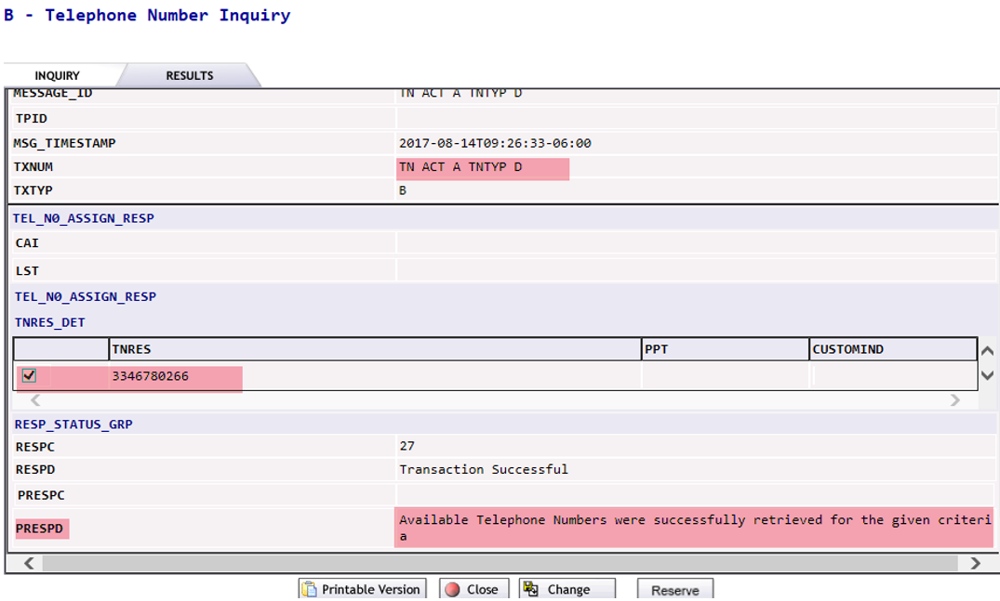 B - Telephone Number Inquiry
INQUIRY RESULTS
MESSAGE_ID TN ACT A TNTYP D
TPID
MSG_TIMESTAMP 2017-08-14T09:26:33-06:00
TXNUM TN ACT A TNTYP D
TXTYP B
TEL_N0_ASSIGN_RESP
CAI
LST
TEL_N0_ASSIGN_RESP
TNRES_DET
TNRES PPT CUSTOMIND
3346780266
RESP_STATUS_GRP
RESPC 27
RESPD Transaction Successful
PRESPC
PRESPD Available Telephone Numbers were successfully retrieved for the given criteri
a
Printable Version Close Change Reserve